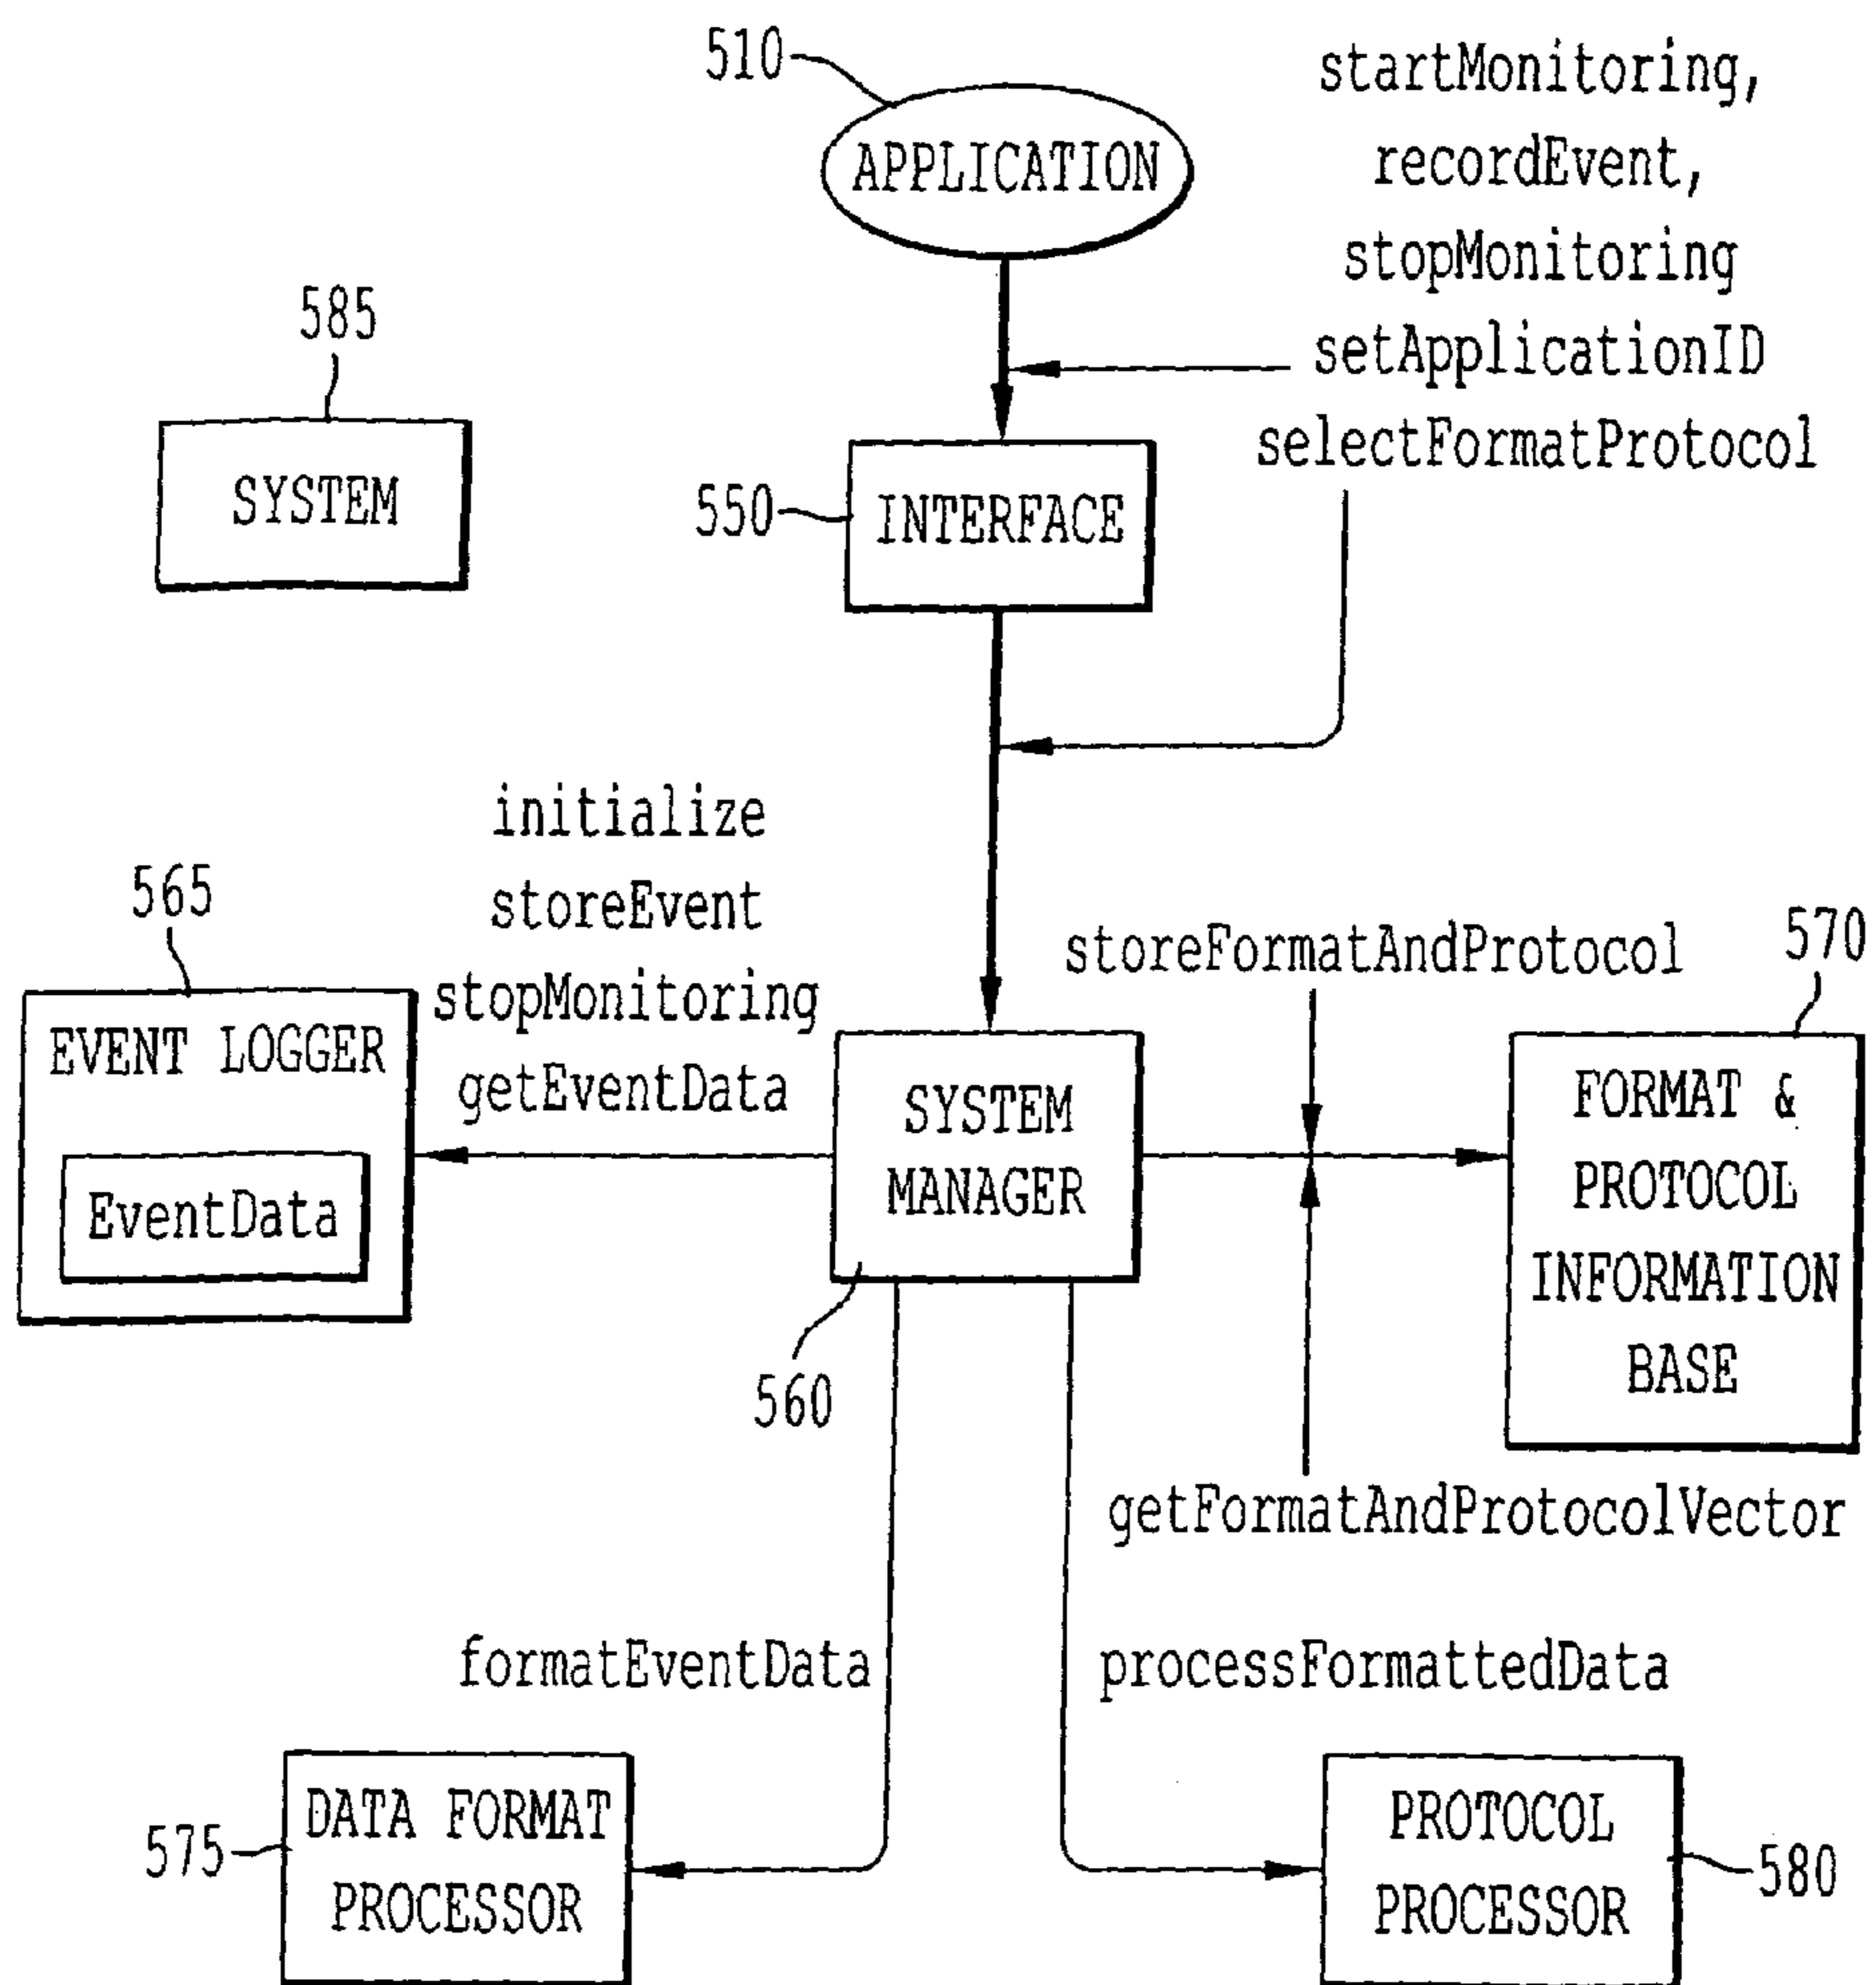 510
startMonitoring,
APPLICATION
recordEvent,
stopMonitoring
585
setApplicationID
selectFormatProtocol
SYSTEM
550
INTERFACE
initialize
565
storeEvent
storeFormatAndProtocol
570
stopMonitoring
EVENT LOGGER
getEventData
SYSTEM
MANAGER
FORMAT &
PROTOCOL
INFORMATION
BASE
EventData
560
getFormatAndProtocolVector
formatEventData
processFormattedData
575
DATA FORMAT
PROCESSOR
PROTOCOL
PROCESSOR
580